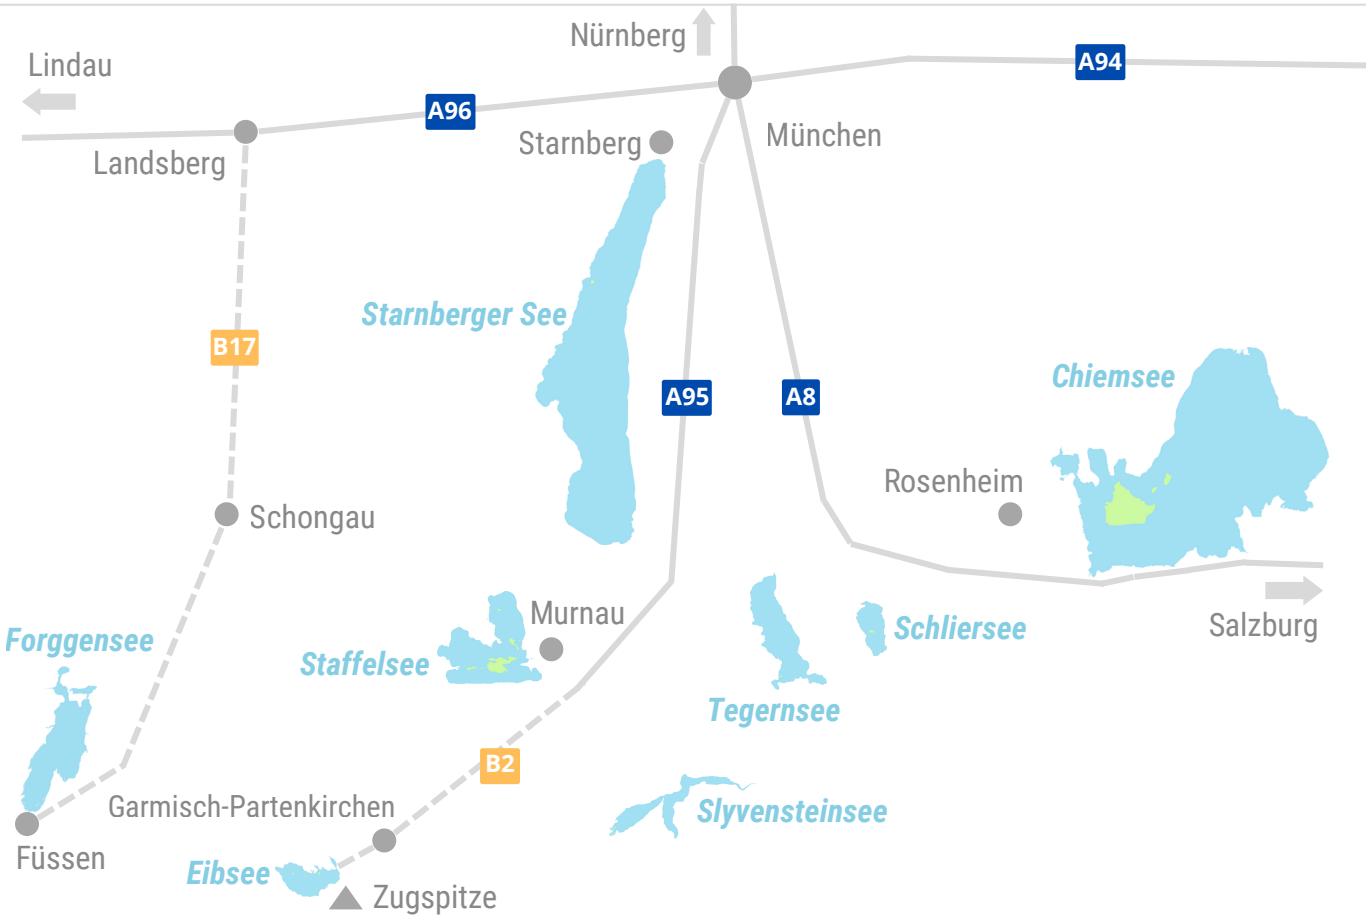 Nürnberg
Lindau
A94
A96
München
Starnberg
Landsberg
Starnberger See
B17
Chiemsee
A95
A8
Rosenheim
Schongau
Murnau
Salzburg
Schliersee
Forggensee
Staffelsee
Tegernsee
B2
Garmisch-Partenkirchen
Slyvensteinsee
Füssen
Eibsee
Zugspitze